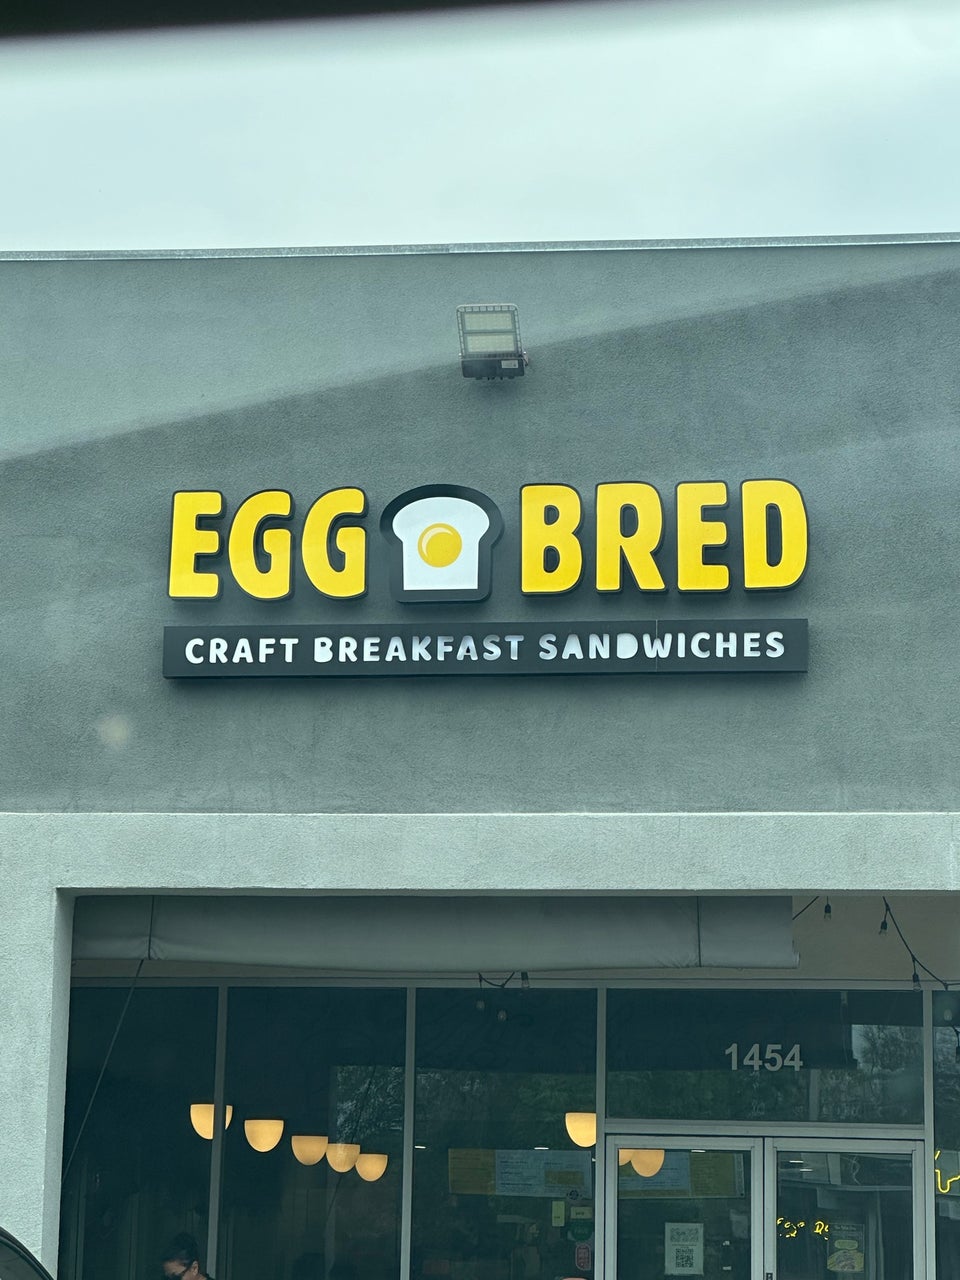 EGG BRED
CRAFT BREAKFAST SANDWICHES
1454